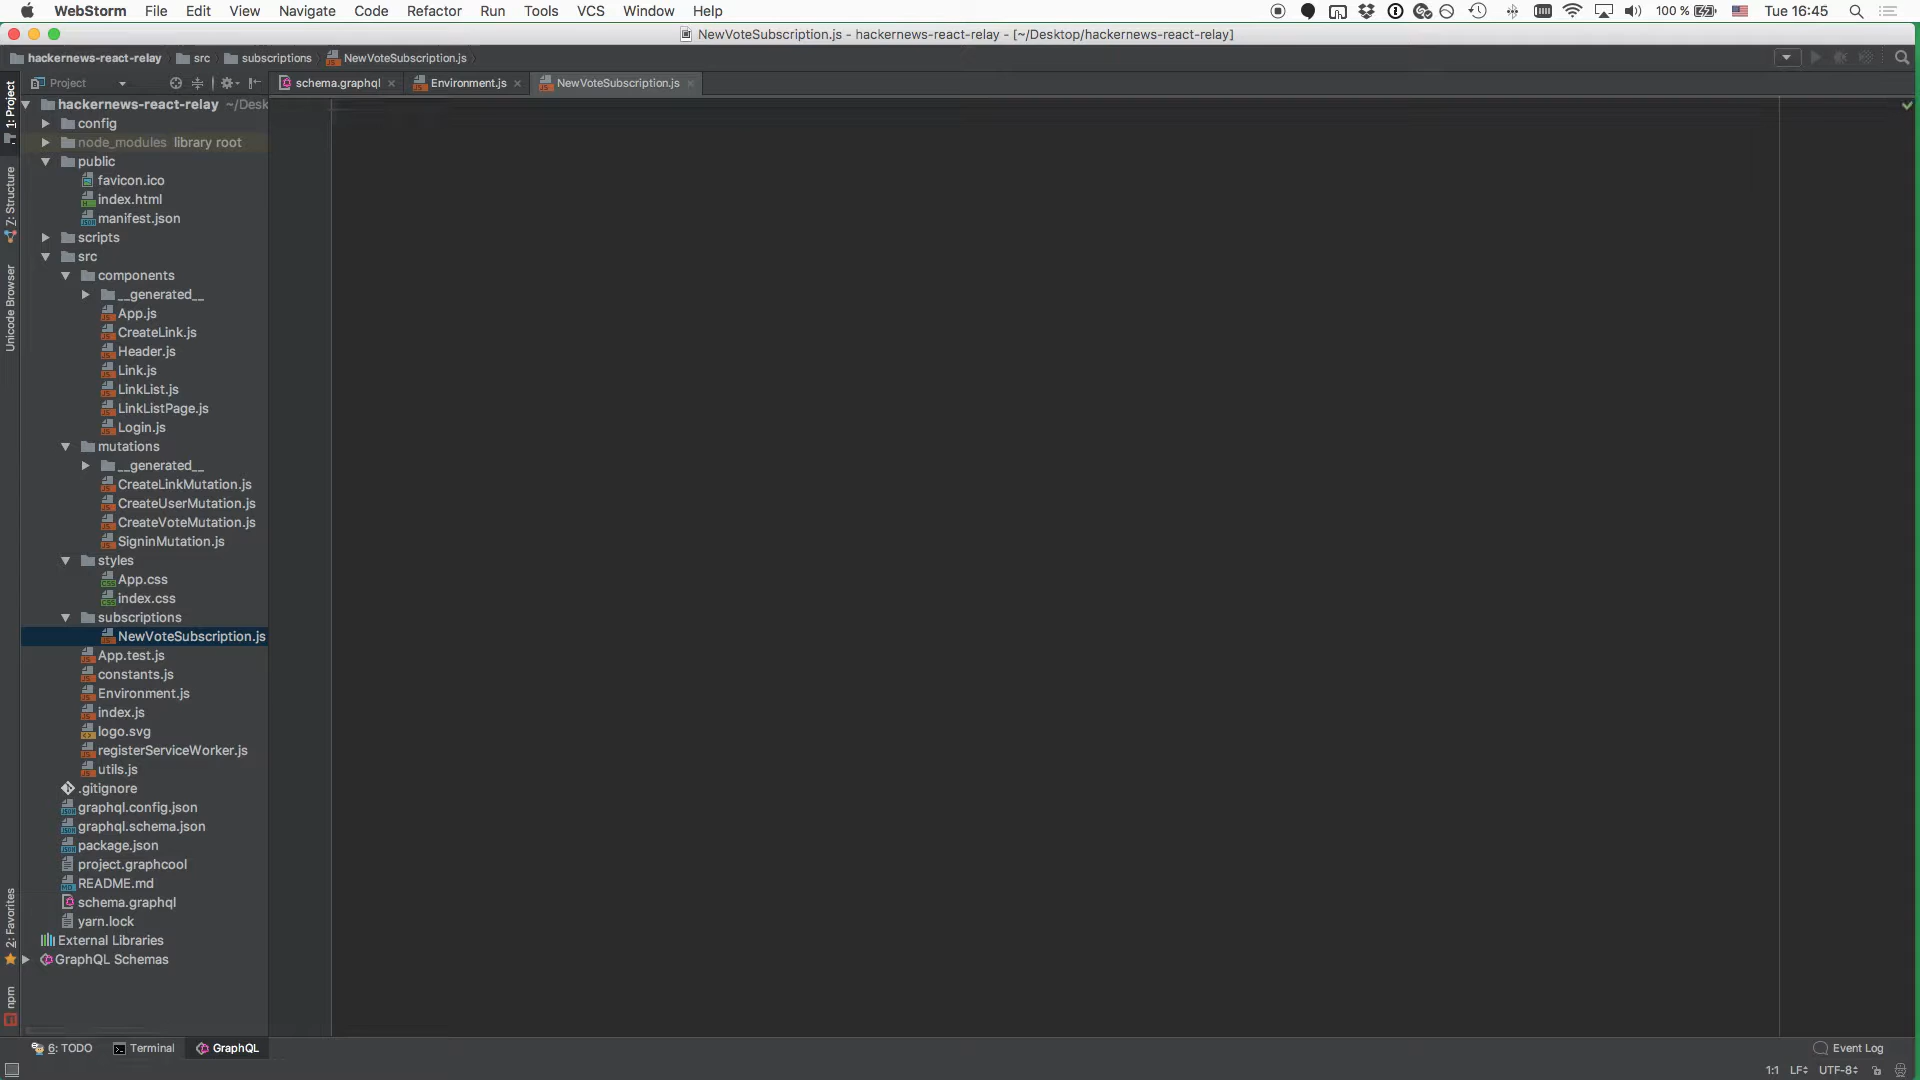 WebStorm File Edit View Navigate Code Refactor Run Tools VCS Window Help 100 % Tue 16:45
NewVoteSubscription.js - hackernews-react-relay - [~/Desktop/hackernews-react-relay]
hackernews-react-relay src subscriptions NewVoteSubscription.js
Project schema.graphql Environment.js NewVoteSubscription.js
1: Project
7: Structure
Unicode Browser
2: Favorites
npm
hackernews-react-relay ~/Desk
config
node_modules library root
public
favicon.ico
index.html
manifest.json
scripts
src
components
__generated__
App.js
CreateLink.js
Header.js
Link.js
LinkList.js
LinkListPage.js
Login.js
mutations
__generated__
CreateLinkMutation.js
CreateUserMutation.js
CreateVoteMutation.js
SigninMutation.js
styles
App.css
index.css
subscriptions
NewVoteSubscription.js
App.test.js
constants.js
Environment.js
index.js
logo.svg
registerServiceWorker.js
utils.js
.gitignore
graphql.config.json
graphql.schema.json
package.json
project.graphcool
README.md
schema.graphql
yarn.lock
External Libraries
GraphQL Schemas
6: TODO Terminal GraphQL Event Log
1:1 LF UTF-8